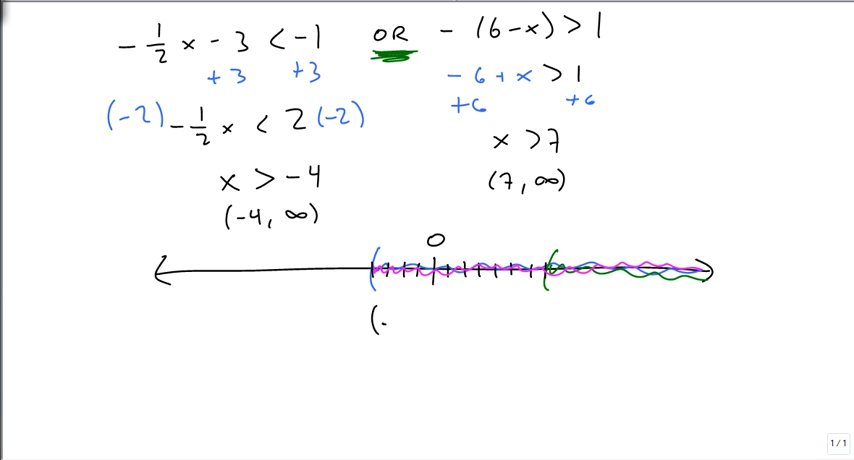 -1/2 x - 3 < -1 OR - (6-x) > 1
+3 +3 - 6 + x > 1
+6 +6
(-2) -1/2 x < 2 (-2)
x > 7
x > -4 (7, ∞)
(-4, ∞)
0
(-
1/1